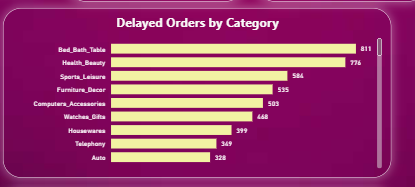 Delayed Orders by Category
Bed_Bath_Table 811
Health_Beauty 776
Sports_Leisure 584
Furniture_Decor 535
Computers_Accessories 503
Watches_Gifts 468
Housewares 399
Telephony 349
Auto 328